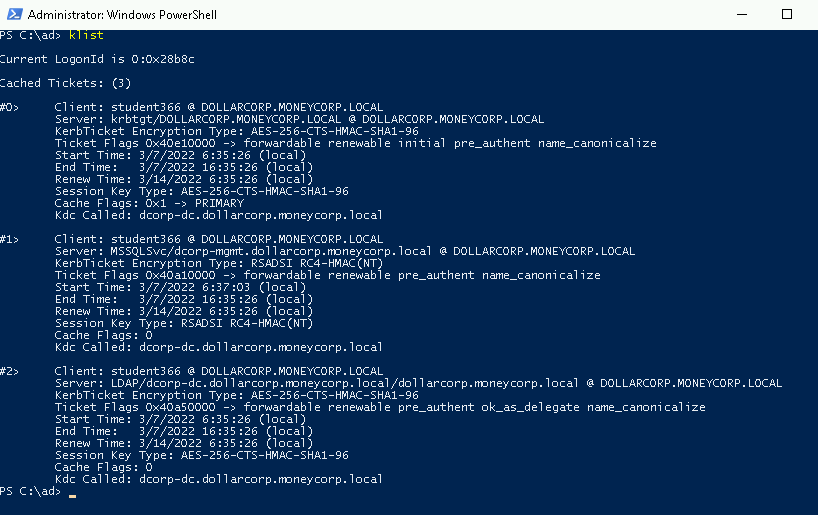 Administrator: Windows PowerShell
PS C:\ad> klist
Current LogonId is 0:0x28b8c
Cached Tickets: (3)
#0> Client: student366 @ DOLLARCORP.MONEYCORP.LOCAL
Server: krbtgt/DOLLARCORP.MONEYCORP.LOCAL @ DOLLARCORP.MONEYCORP.LOCAL
KerbTicket Encryption Type: AES-256-CTS-HMAC-SHA1-96
Ticket Flags 0x40e10000 -> forwardable renewable initial pre_authent name_canonicalize
Start Time: 3/7/2022 6:35:26 (local)
End Time: 3/7/2022 16:35:26 (local)
Renew Time: 3/14/2022 6:35:26 (local)
Session Key Type: AES-256-CTS-HMAC-SHA1-96
Cache Flags: 0x1 -> PRIMARY
Kdc Called: dcorp-dc.dollarcorp.moneycorp.local
#1> Client: student366 @ DOLLARCORP.MONEYCORP.LOCAL
Server: MSSQLSvc/dcorp-mgmt.dollarcorp.moneycorp.local @ DOLLARCORP.MONEYCORP.LOCAL
KerbTicket Encryption Type: RSADSI RC4-HMAC(NT)
Ticket Flags 0x40a10000 -> forwardable renewable pre_authent name_canonicalize
Start Time: 3/7/2022 6:37:03 (local)
End Time: 3/7/2022 16:35:26 (local)
Renew Time: 3/14/2022 6:35:26 (local)
Session Key Type: RSADSI RC4-HMAC(NT)
Cache Flags: 0
Kdc Called: dcorp-dc.dollarcorp.moneycorp.local
#2> Client: student366 @ DOLLARCORP.MONEYCORP.LOCAL
Server: LDAP/dcorp-dc.dollarcorp.moneycorp.local/dollarcorp.moneycorp.local @ DOLLARCORP.MONEYCORP.LOCAL
KerbTicket Encryption Type: AES-256-CTS-HMAC-SHA1-96
Ticket Flags 0x40a50000 -> forwardable renewable pre_authent ok_as_delegate name_canonicalize
Start Time: 3/7/2022 6:35:26 (local)
End Time: 3/7/2022 16:35:26 (local)
Renew Time: 3/14/2022 6:35:26 (local)
Session Key Type: AES-256-CTS-HMAC-SHA1-96
Cache Flags: 0
Kdc Called: dcorp-dc.dollarcorp.moneycorp.local
PS C:\ad> _